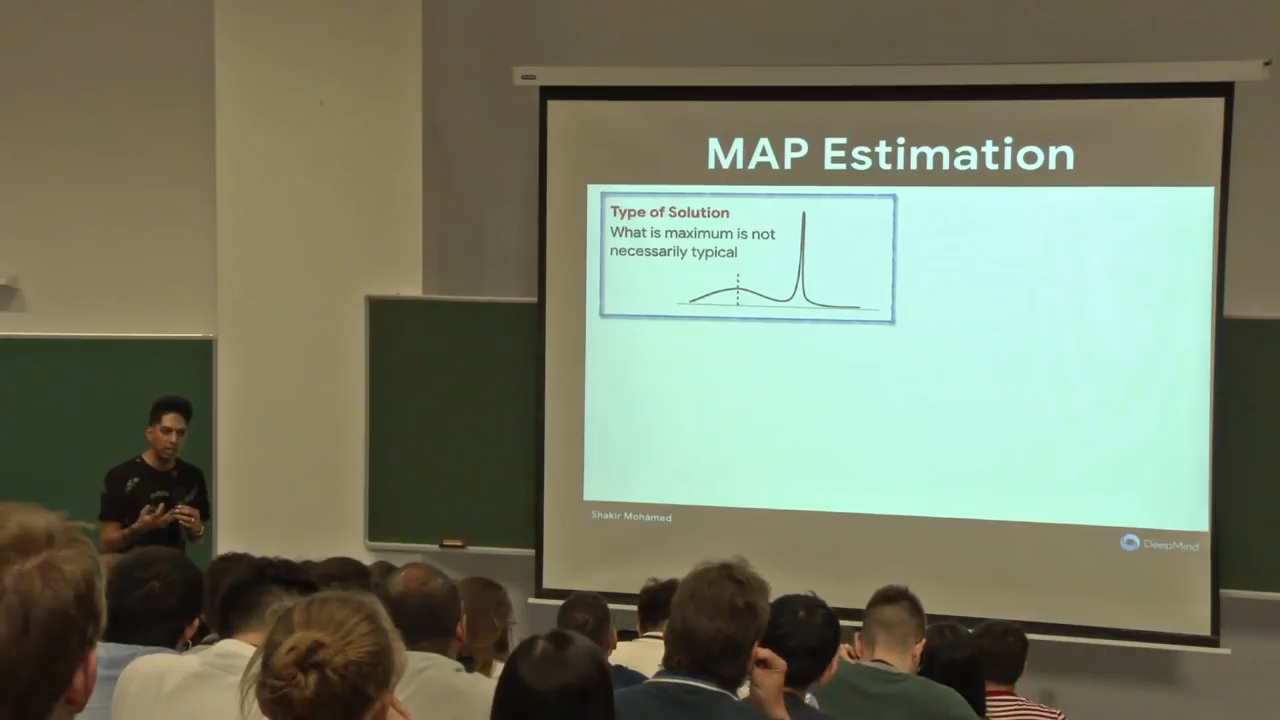 MAP Estimation
Type of Solution
What is maximum is not
necessarily typical
Shakir Mohamed
DeepMind